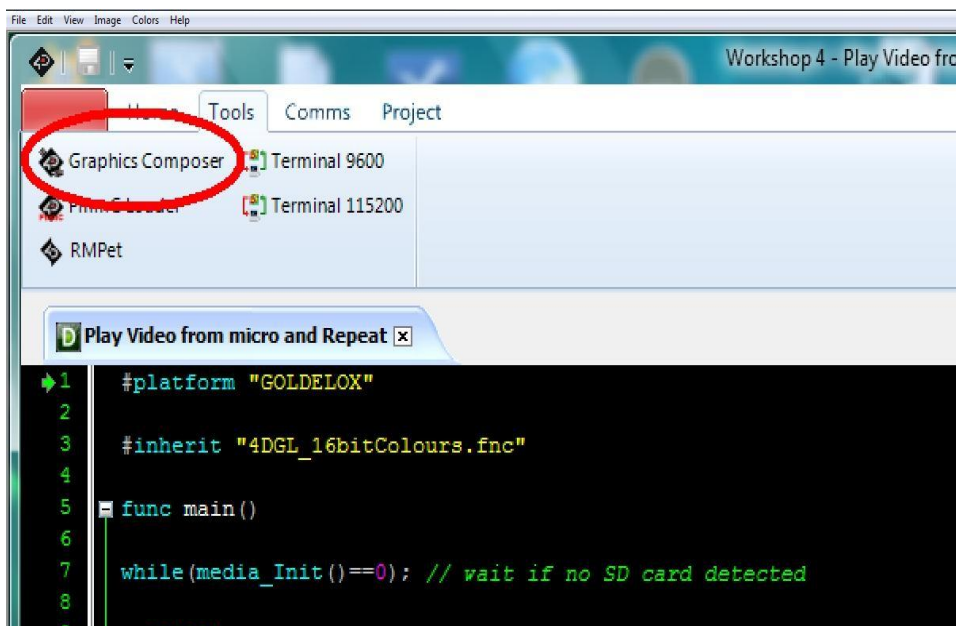 File Edit View Image Colors Help
Workshop 4 - Play Video fro
Home Tools Comms Project
Graphics Composer Terminal 9600
Loader Terminal 115200
RMPet
Play Video from micro and Repeat
1 #platform "GOLDELOX"
2
3 #inherit "4DGL_16bitColours.fnc"
4
5 func main()
6
7 while(media_Init()==0); // wait if no SD card detected
8